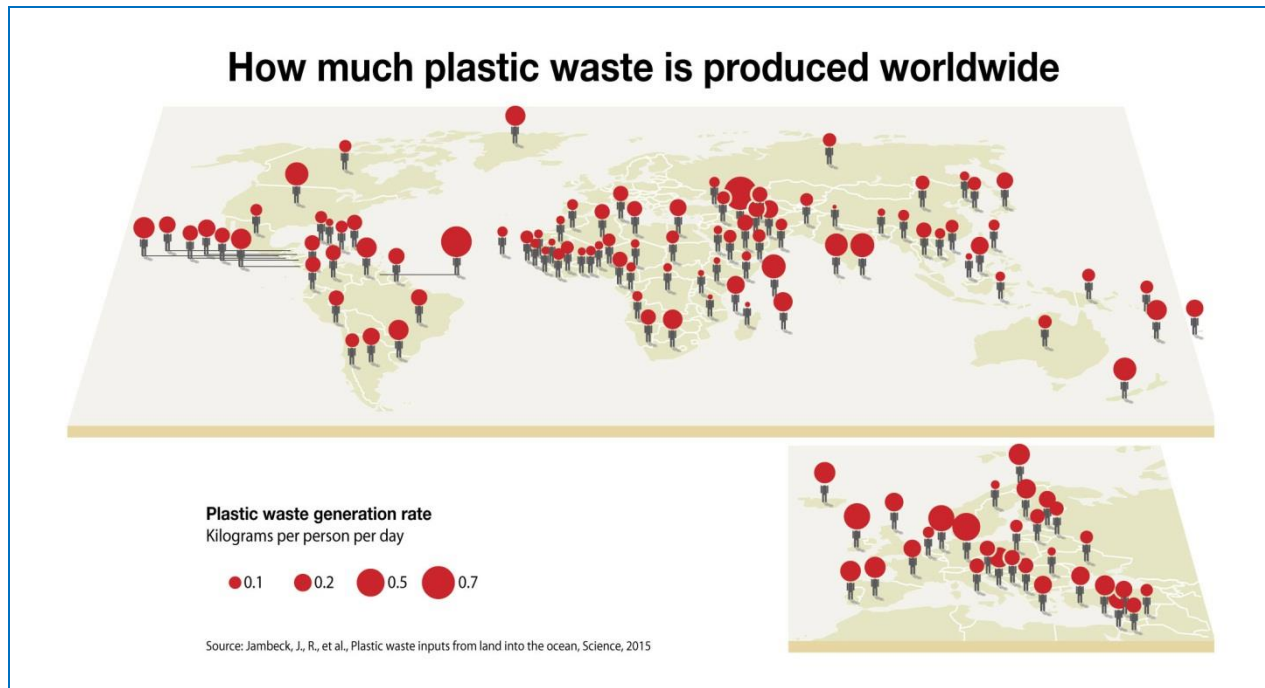 How much plastic waste is produced worldwide
Plastic waste generation rate
Kilograms per person per day
0.1 0.2 0.5 0.7
Source: Jambeck, J., R., et al., Plastic waste inputs from land into the ocean, Science, 2015